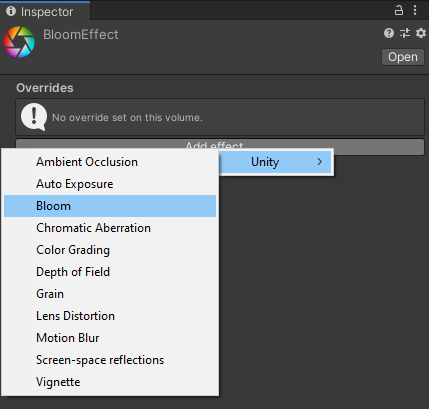 Inspector
BloomEffect
Open
Overrides
No override set on this volume.
Add effect
Unity
Ambient Occlusion
Auto Exposure
Bloom
Chromatic Aberration
Color Grading
Depth of Field
Grain
Lens Distortion
Motion Blur
Screen-space reflections
Vignette